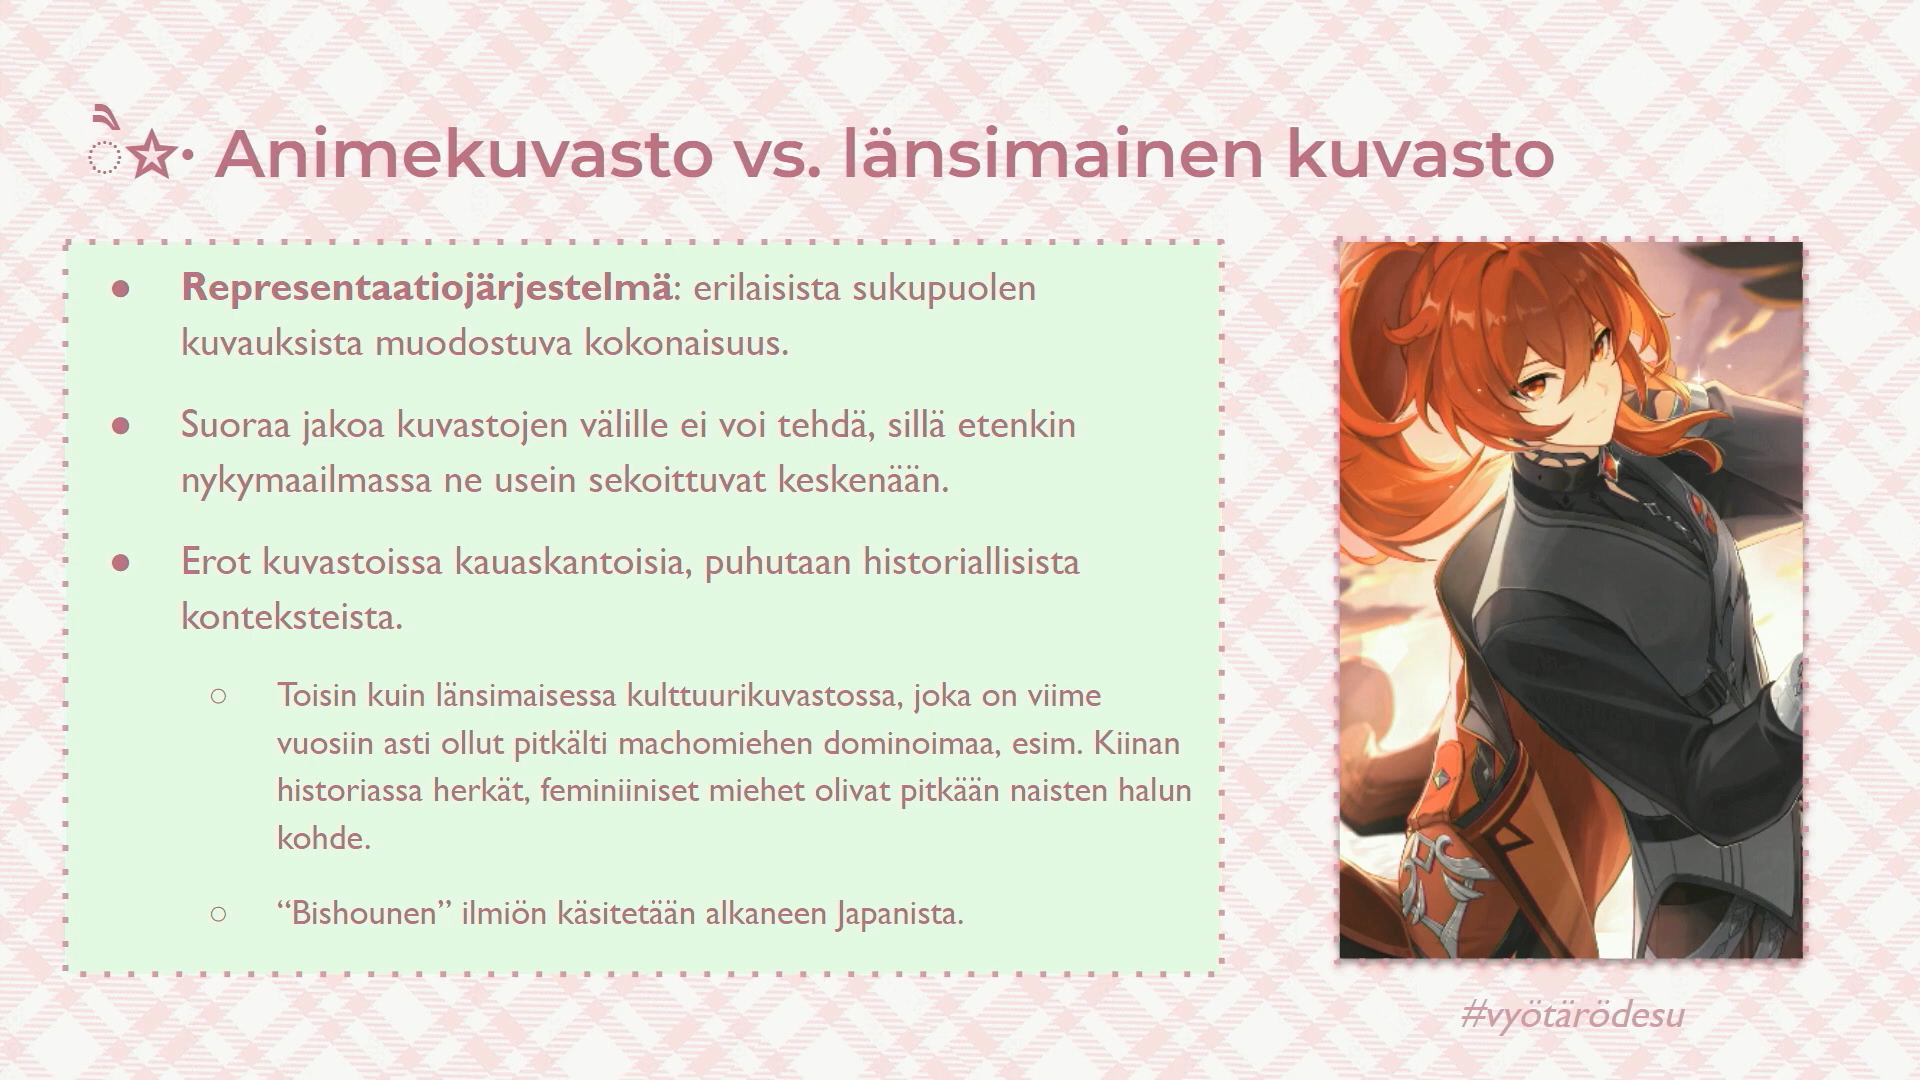 ੈ☆‧ Animekuvasto vs. länsimainen kuvasto
● Representaatiojärjestelmä: erilaisista sukupuolen
kuvauksista muodostuva kokonaisuus.
● Suoraa jakoa kuvastojen välille ei voi tehdä, sillä etenkin
nykymaailmassa ne usein sekoittuvat keskenään.
● Erot kuvastoissa kauaskantoisia, puhutaan historiallisista
konteksteista.
○ Toisin kuin länsimaisessa kulttuurikuvastossa, joka on viime
vuosiin asti ollut pitkälti machomiehen dominoimaa, esim. Kiinan
historiassa herkät, feminiiniset miehet olivat pitkään naisten halun
kohde.
○ “Bishounen” ilmiön käsitetään alkaneen Japanista.
#vyötärödesu